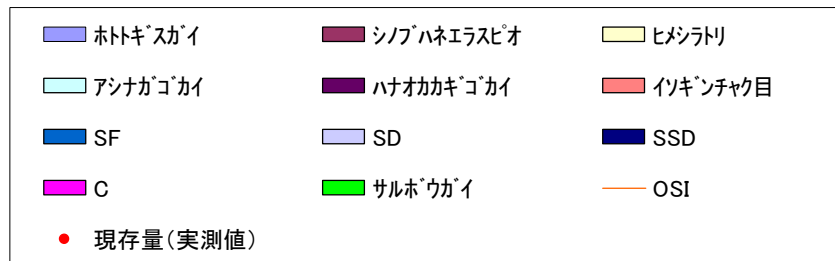 ﾎﾄﾄｷﾞｽｶﾞｲ ｼﾉﾌﾞﾊﾈｴﾗｽﾋﾟｵ ﾋﾒｼﾗﾄﾘ
ｱｼﾅｶﾞｺﾞｶｲ ﾊﾅｵｶｶｷﾞｺﾞｶｲ ｲｿｷﾞﾝﾁｬｸ目
SF SD SSD
C ｻﾙﾎﾞｳｶﾞｲ OSI
現存量（実測値）